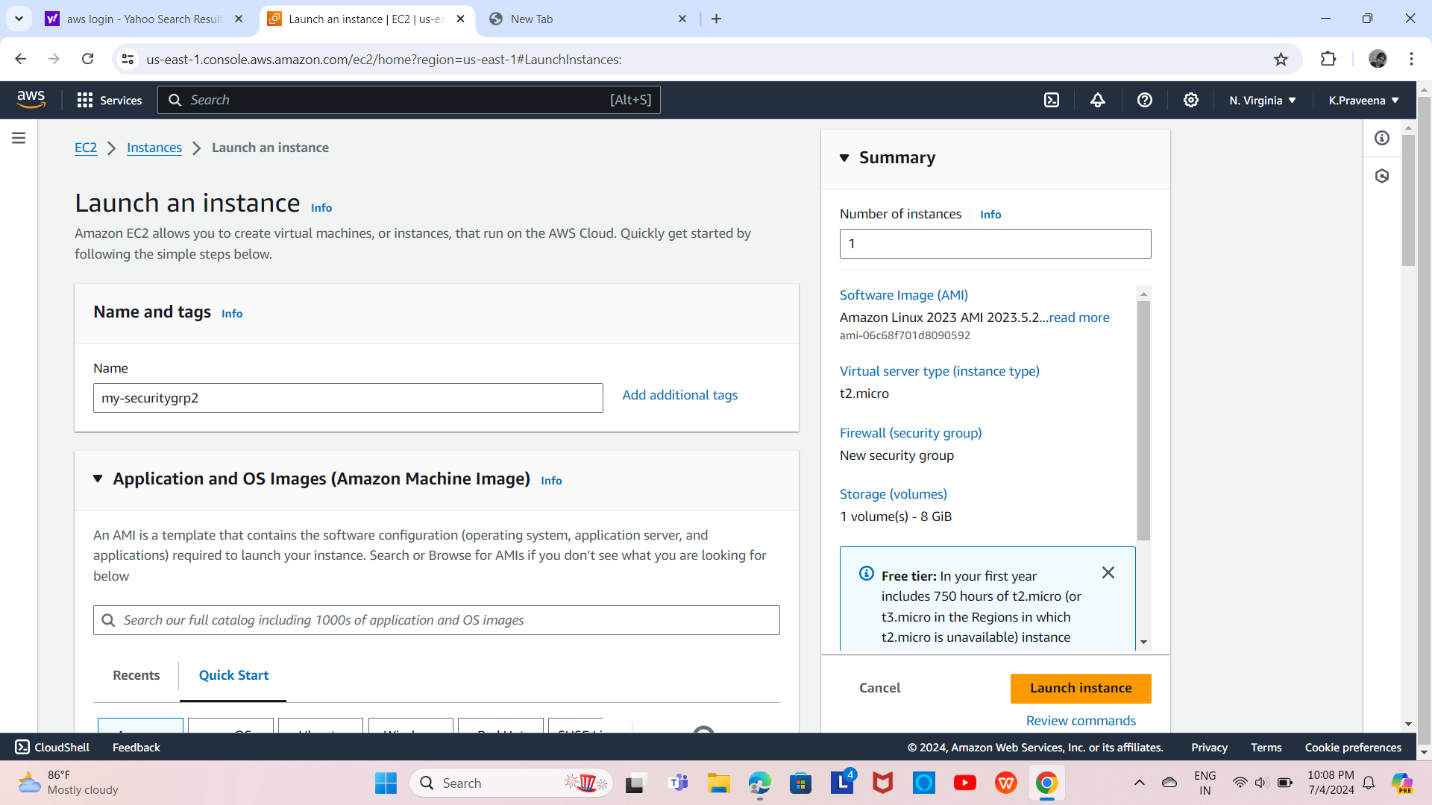 aws login - Yahoo Search Result
Launch an instance | EC2 | us-ea
New Tab
us-east-1.console.aws.amazon.com/ec2/home?region=us-east-1#LaunchInstances:
aws
Services
Search
[Alt+S]
N. Virginia
K.Praveena
EC2
Instances
Launch an instance
Launch an instance Info
Amazon EC2 allows you to create virtual machines, or instances, that run on the AWS Cloud. Quickly get started by
following the simple steps below.
Name and tags Info
Name
my-securitygrp2
Add additional tags
Application and OS Images (Amazon Machine Image) Info
An AMI is a template that contains the software configuration (operating system, application server, and
applications) required to launch your instance. Search or Browse for AMIs if you don't see what you are looking for
below
Search our full catalog including 1000s of application and OS images
Recents
Quick Start
Summary
Number of instances Info
1
Software Image (AMI)
Amazon Linux 2023 AMI 2023.5.2...read more
ami-06c68f701d8090592
Virtual server type (instance type)
t2.micro
Firewall (security group)
New security group
Storage (volumes)
1 volume(s) - 8 GiB
Free tier: In your first year
includes 750 hours of t2.micro (or
t3.micro in the Regions in which
t2.micro is unavailable) instance
Cancel
Launch instance
Review commands
CloudShell
Feedback
© 2024, Amazon Web Services, Inc. or its affiliates.
Privacy
Terms
Cookie preferences
86°F
Mostly cloudy
Search
4
ENG
IN
10:08 PM
7/4/2024
PRE